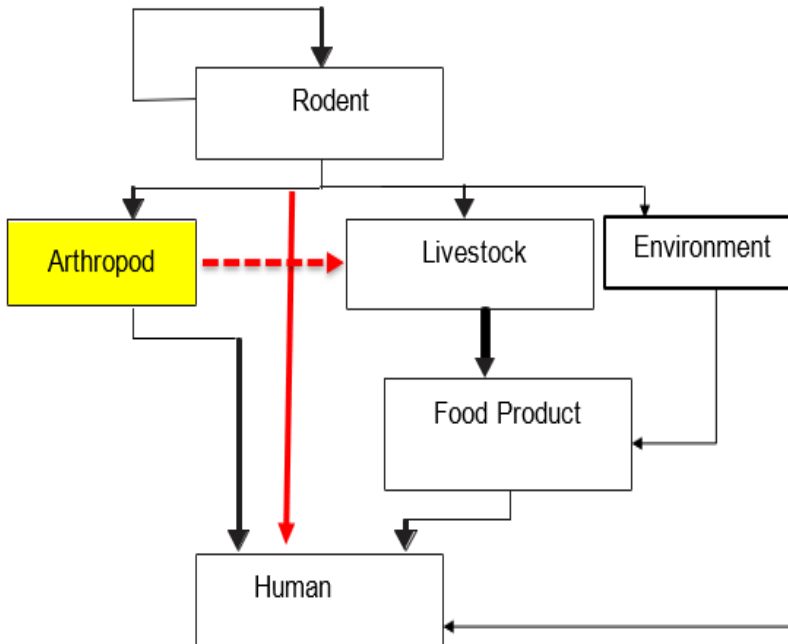 Rodent
Arthropod
Livestock
Environment
Food Product
Human